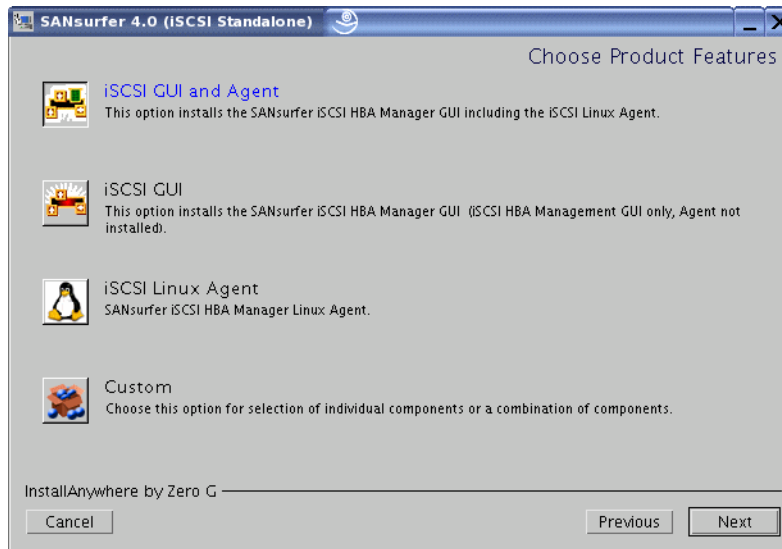 SANsurfer 4.0 (iSCSI Standalone)
Choose Product Features
iSCSI GUI and Agent
This option installs the SANsurfer iSCSI HBA Manager GUI including the iSCSI Linux Agent.
iSCSI GUI
This option installs the SANsurfer iSCSI HBA Manager GUI (iSCSI HBA Management GUI only, Agent not
installed).
iSCSI Linux Agent
SANsurfer iSCSI HBA Manager Linux Agent.
Custom
Choose this option for selection of individual components or a combination of components.
InstallAnywhere by Zero G
Cancel
Previous
Next